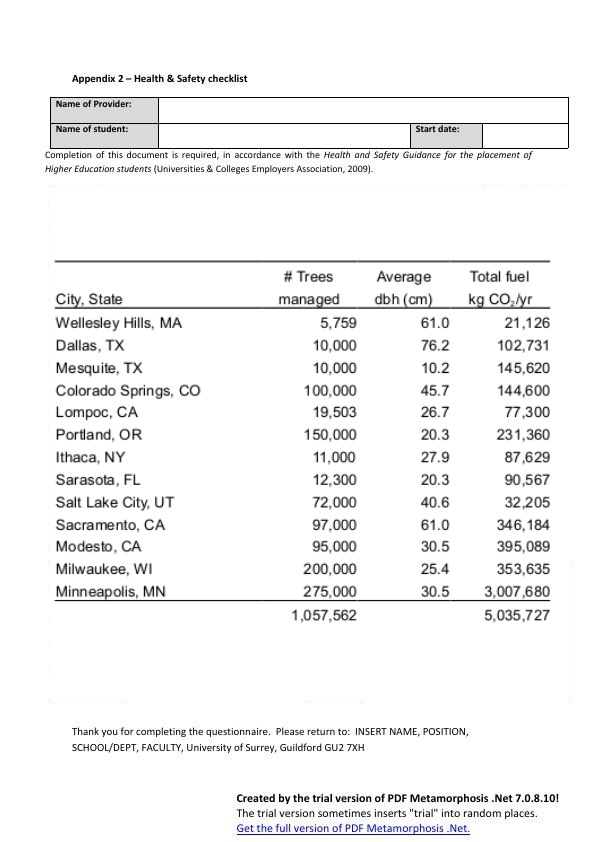 Appendix 2 – Health & Safety checklist
Name of Provider:
Name of student: Start date:
Completion of this document is required, in accordance with the Health and Safety Guidance for the placement of
Higher Education students (Universities & Colleges Employers Association, 2009).
# Trees Average Total fuel
City, State managed dbh (cm) kg CO₂/yr
Wellesley Hills, MA 5,759 61.0 21,126
Dallas, TX 10,000 76.2 102,731
Mesquite, TX 10,000 10.2 145,620
Colorado Springs, CO 100,000 45.7 144,600
Lompoc, CA 19,503 26.7 77,300
Portland, OR 150,000 20.3 231,360
Ithaca, NY 11,000 27.9 87,629
Sarasota, FL 12,300 20.3 90,567
Salt Lake City, UT 72,000 40.6 32,205
Sacramento, CA 97,000 61.0 346,184
Modesto, CA 95,000 30.5 395,089
Milwaukee, WI 200,000 25.4 353,635
Minneapolis, MN 275,000 30.5 3,007,680
1,057,562 5,035,727
Thank you for completing the questionnaire. Please return to: INSERT NAME, POSITION,
SCHOOL/DEPT, FACULTY, University of Surrey, Guildford GU2 7XH
Created by the trial version of PDF Metamorphosis .Net 7.0.8.10!
The trial version sometimes inserts "trial" into random places.
Get the full version of PDF Metamorphosis .Net.